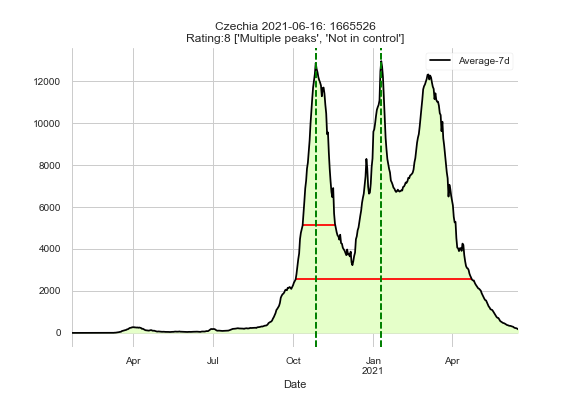 Czechia 2021-06-16: 1665526
Rating:8 ['Multiple peaks', 'Not in control']
Average-7d
12000
10000
8000
6000
4000
2000
0
Apr Jul Oct Jan Apr
2021
Date